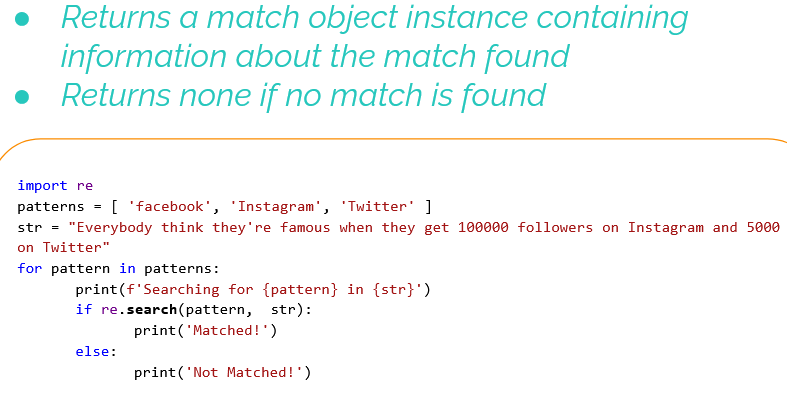 ● Returns a match object instance containing
information about the match found
● Returns none if no match is found
import re
patterns = [ 'facebook', 'Instagram', 'Twitter' ]
str = "Everybody think they're famous when they get 100000 followers on Instagram and 5000
on Twitter"
for pattern in patterns:
print(f'Searching for {pattern} in {str}')
if re.search(pattern,  str):
print('Matched!')
else:
print('Not Matched!')